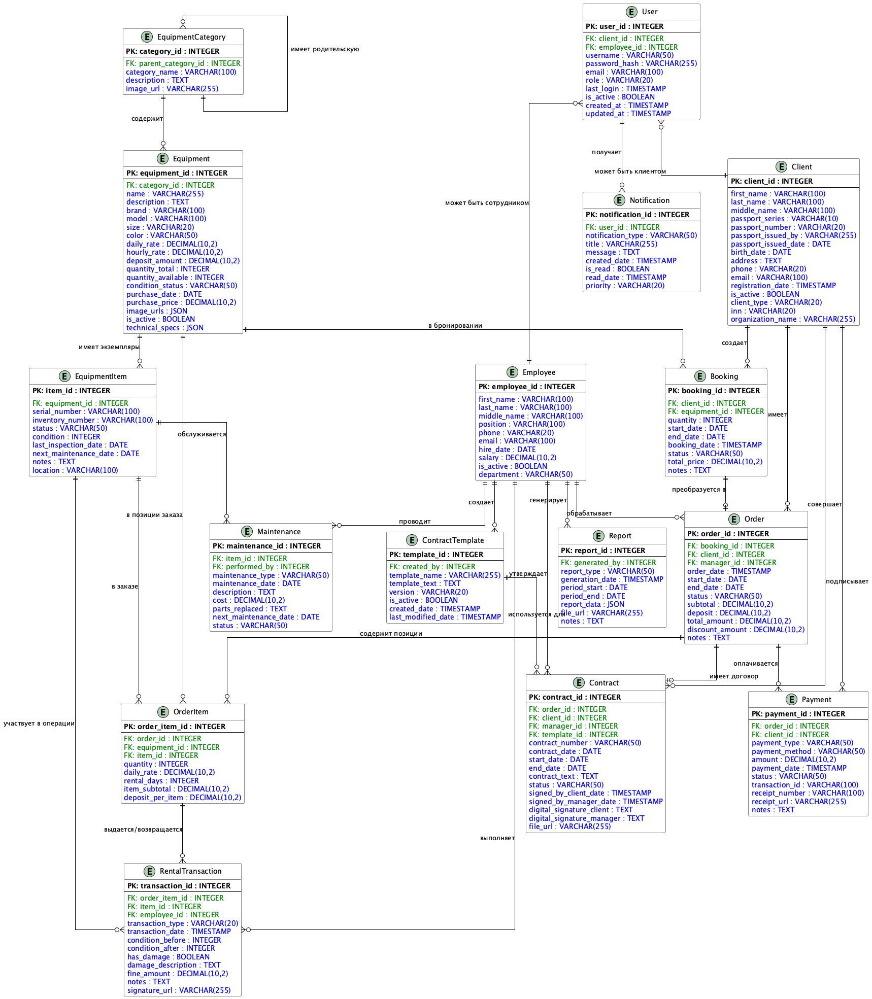 E EquipmentCategory
PK: category_id : INTEGER
FK: parent_category_id : INTEGER
category_name : VARCHAR(100)
description : TEXT
image_url : VARCHAR(255)
имеет родительскую
содержит
E User
PK: user_id : INTEGER
FK: client_id : INTEGER
FK: employee_id : INTEGER
username : VARCHAR(50)
password_hash : VARCHAR(255)
email : VARCHAR(100)
role : VARCHAR(20)
last_login : TIMESTAMP
is_active : BOOLEAN
created_at : TIMESTAMP
updated_at : TIMESTAMP
получает
может быть клиентом
может быть сотрудником
E Equipment
PK: equipment_id : INTEGER
FK: category_id : INTEGER
name : VARCHAR(255)
description : TEXT
brand : VARCHAR(100)
model : VARCHAR(100)
size : VARCHAR(20)
color : VARCHAR(50)
daily_rate : DECIMAL(10,2)
hourly_rate : DECIMAL(10,2)
deposit_amount : DECIMAL(10,2)
quantity_total : INTEGER
quantity_available : INTEGER
condition_status : VARCHAR(50)
purchase_date : DATE
purchase_price : DECIMAL(10,2)
image_urls : JSON
is_active : BOOLEAN
technical_specs : JSON
E Notification
PK: notification_id : INTEGER
FK: user_id : INTEGER
notification_type : VARCHAR(50)
title : VARCHAR(255)
message : TEXT
created_date : TIMESTAMP
is_read : BOOLEAN
read_date : TIMESTAMP
priority : VARCHAR(20)
E Client
PK: client_id : INTEGER
first_name : VARCHAR(100)
last_name : VARCHAR(100)
middle_name : VARCHAR(100)
passport_series : VARCHAR(10)
passport_number : VARCHAR(20)
passport_issued_by : VARCHAR(255)
passport_issued_date : DATE
birth_date : DATE
address : TEXT
phone : VARCHAR(20)
email : VARCHAR(100)
registration_date : TIMESTAMP
is_active : BOOLEAN
client_type : VARCHAR(20)
inn : VARCHAR(20)
organization_name : VARCHAR(255)
в бронировании
имеет экземпляры
создает
E EquipmentItem
PK: item_id : INTEGER
FK: equipment_id : INTEGER
serial_number : VARCHAR(100)
inventory_number : VARCHAR(100)
status : VARCHAR(50)
condition : INTEGER
last_inspection_date : DATE
next_maintenance_date : DATE
notes : TEXT
location : VARCHAR(100)
обслуживается
E Employee
PK: employee_id : INTEGER
first_name : VARCHAR(100)
last_name : VARCHAR(100)
middle_name : VARCHAR(100)
position : VARCHAR(100)
phone : VARCHAR(20)
email : VARCHAR(100)
hire_date : DATE
salary : DECIMAL(10,2)
is_active : BOOLEAN
department : VARCHAR(50)
E Booking
PK: booking_id : INTEGER
FK: client_id : INTEGER
FK: equipment_id : INTEGER
quantity : INTEGER
start_date : DATE
end_date : DATE
booking_date : TIMESTAMP
status : VARCHAR(50)
total_price : DECIMAL(10,2)
notes : TEXT
имеет
преобразуется в
создает
генерирует
совершает
обрабатывает
в позиции заказа
проводит
E Maintenance
PK: maintenance_id : INTEGER
FK: item_id : INTEGER
FK: performed_by : INTEGER
maintenance_type : VARCHAR(50)
maintenance_date : DATE
description : TEXT
cost : DECIMAL(10,2)
parts_replaced : TEXT
next_maintenance_date : DATE
status : VARCHAR(50)
E ContractTemplate
PK: template_id : INTEGER
FK: created_by : INTEGER
template_name : VARCHAR(255)
template_text : TEXT
version : VARCHAR(20)
is_active : BOOLEAN
created_date : TIMESTAMP
last_modified_date : TIMESTAMP
утверждает
используется для
E Report
PK: report_id : INTEGER
FK: generated_by : INTEGER
report_type : VARCHAR(50)
generation_date : TIMESTAMP
period_start : DATE
period_end : DATE
report_data : JSON
file_url : VARCHAR(255)
notes : TEXT
E Order
PK: order_id : INTEGER
FK: booking_id : INTEGER
FK: client_id : INTEGER
FK: manager_id : INTEGER
order_date : TIMESTAMP
start_date : DATE
end_date : DATE
status : VARCHAR(50)
subtotal : DECIMAL(10,2)
deposit : DECIMAL(10,2)
total_amount : DECIMAL(10,2)
discount_amount : DECIMAL(10,2)
notes : TEXT
подписывает
в заказе
содержит позиции
оплачивается
имеет договор
участвует в операции
E OrderItem
PK: order_item_id : INTEGER
FK: order_id : INTEGER
FK: equipment_id : INTEGER
FK: item_id : INTEGER
quantity : INTEGER
daily_rate : DECIMAL(10,2)
rental_days : INTEGER
item_subtotal : DECIMAL(10,2)
deposit_per_item : DECIMAL(10,2)
E Contract
PK: contract_id : INTEGER
FK: order_id : INTEGER
FK: client_id : INTEGER
FK: manager_id : INTEGER
FK: template_id : INTEGER
contract_number : VARCHAR(50)
contract_date : DATE
start_date : DATE
end_date : DATE
contract_text : TEXT
status : VARCHAR(50)
signed_by_client_date : TIMESTAMP
signed_by_manager_date : TIMESTAMP
digital_signature_client : TEXT
digital_signature_manager : TEXT
file_url : VARCHAR(255)
E Payment
PK: payment_id : INTEGER
FK: order_id : INTEGER
FK: client_id : INTEGER
payment_type : VARCHAR(50)
payment_method : VARCHAR(50)
amount : DECIMAL(10,2)
payment_date : TIMESTAMP
status : VARCHAR(50)
transaction_id : VARCHAR(100)
receipt_number : VARCHAR(100)
receipt_url : VARCHAR(255)
notes : TEXT
выдается/возвращается
выполняет
E RentalTransaction
PK: transaction_id : INTEGER
FK: order_item_id : INTEGER
FK: item_id : INTEGER
FK: employee_id : INTEGER
transaction_type : VARCHAR(20)
transaction_date : TIMESTAMP
condition_before : INTEGER
condition_after : INTEGER
has_damage : BOOLEAN
damage_description : TEXT
fine_amount : DECIMAL(10,2)
notes : TEXT
signature_url : VARCHAR(255)